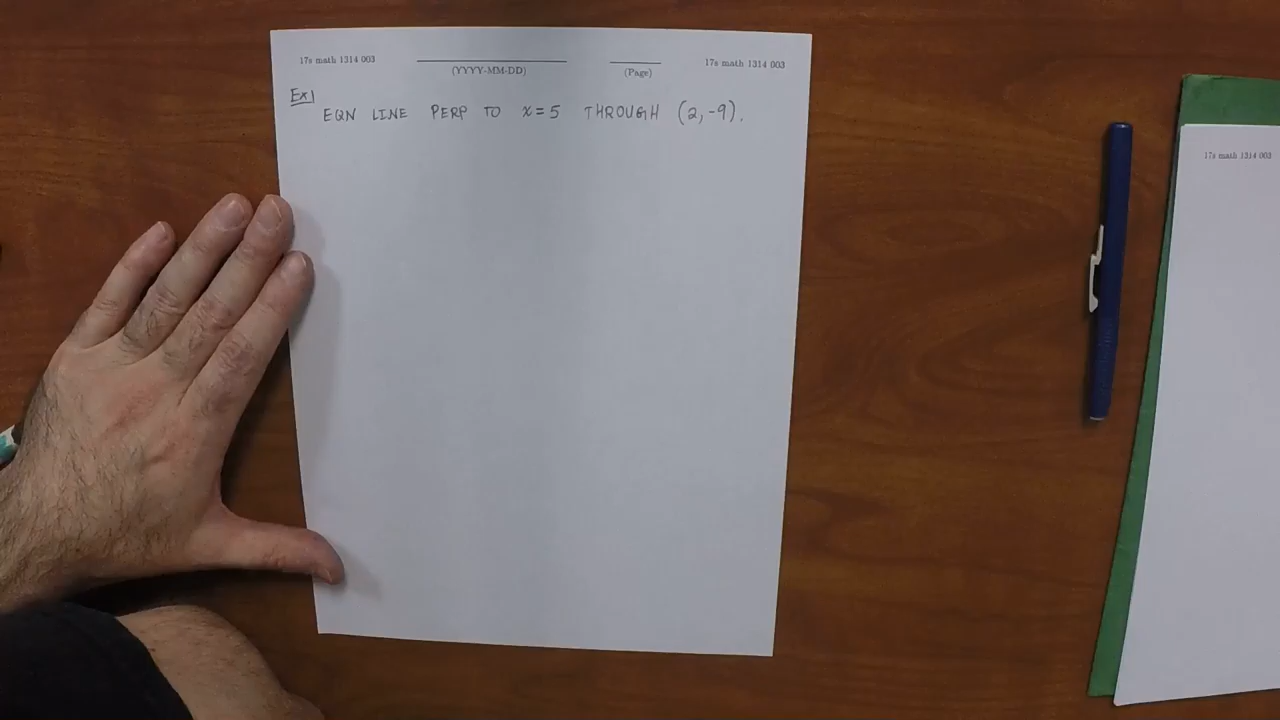 17s math 1314 003 (YYYY-MM-DD) (Page) 17s math 1314 003
Ex1
EQN LINE PERP TO x=5 THROUGH (2,-9).
17s math 1314 003